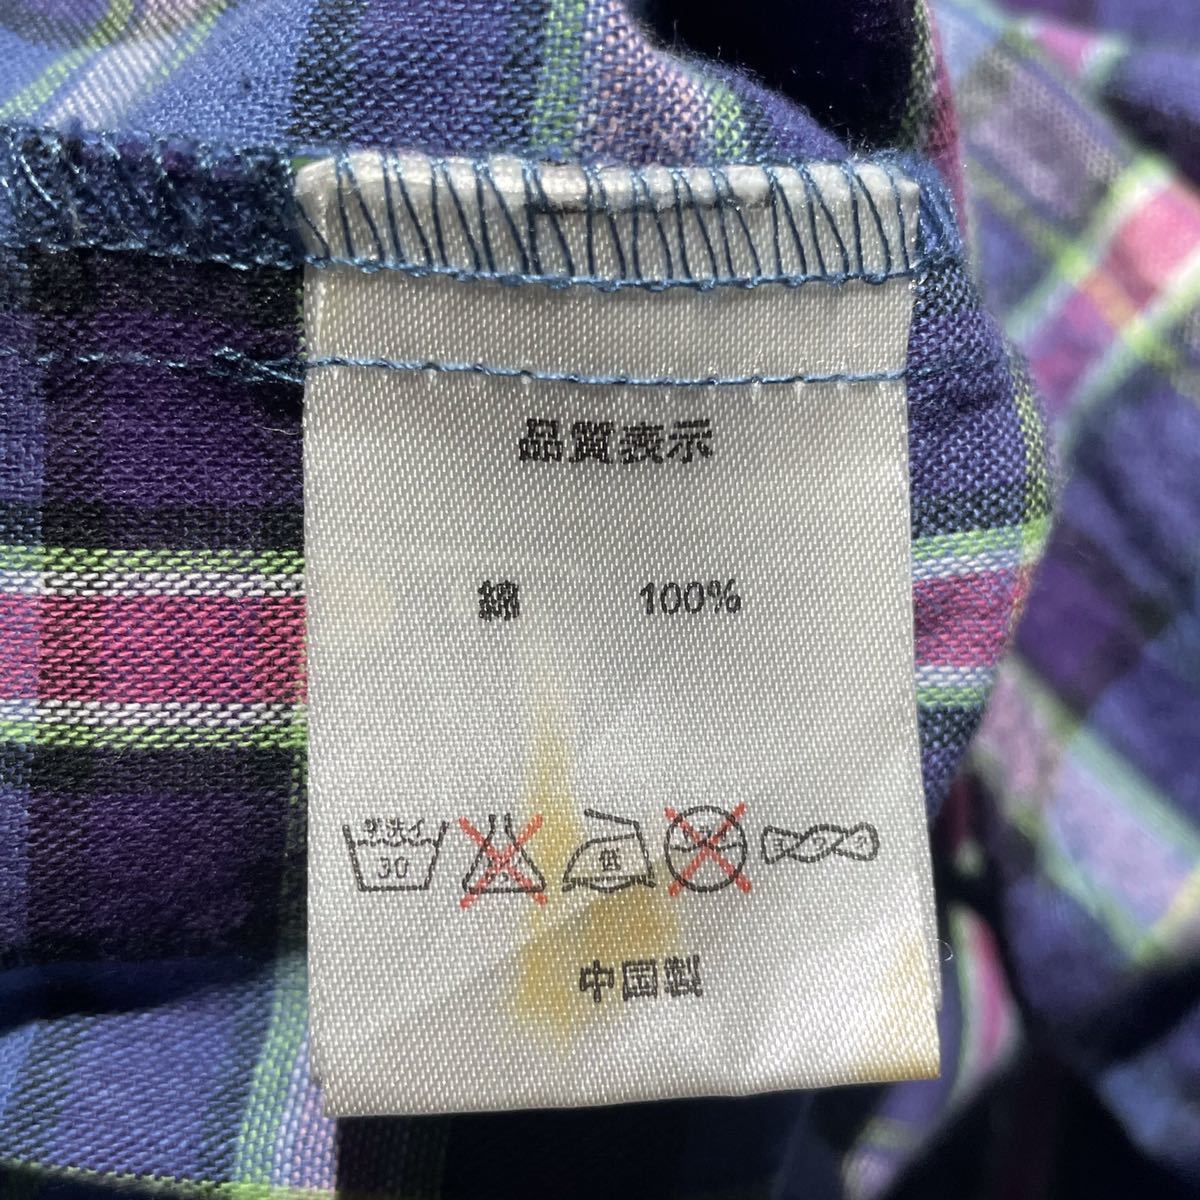 品質表示
綿 100%
手洗イ 30 低
中国製